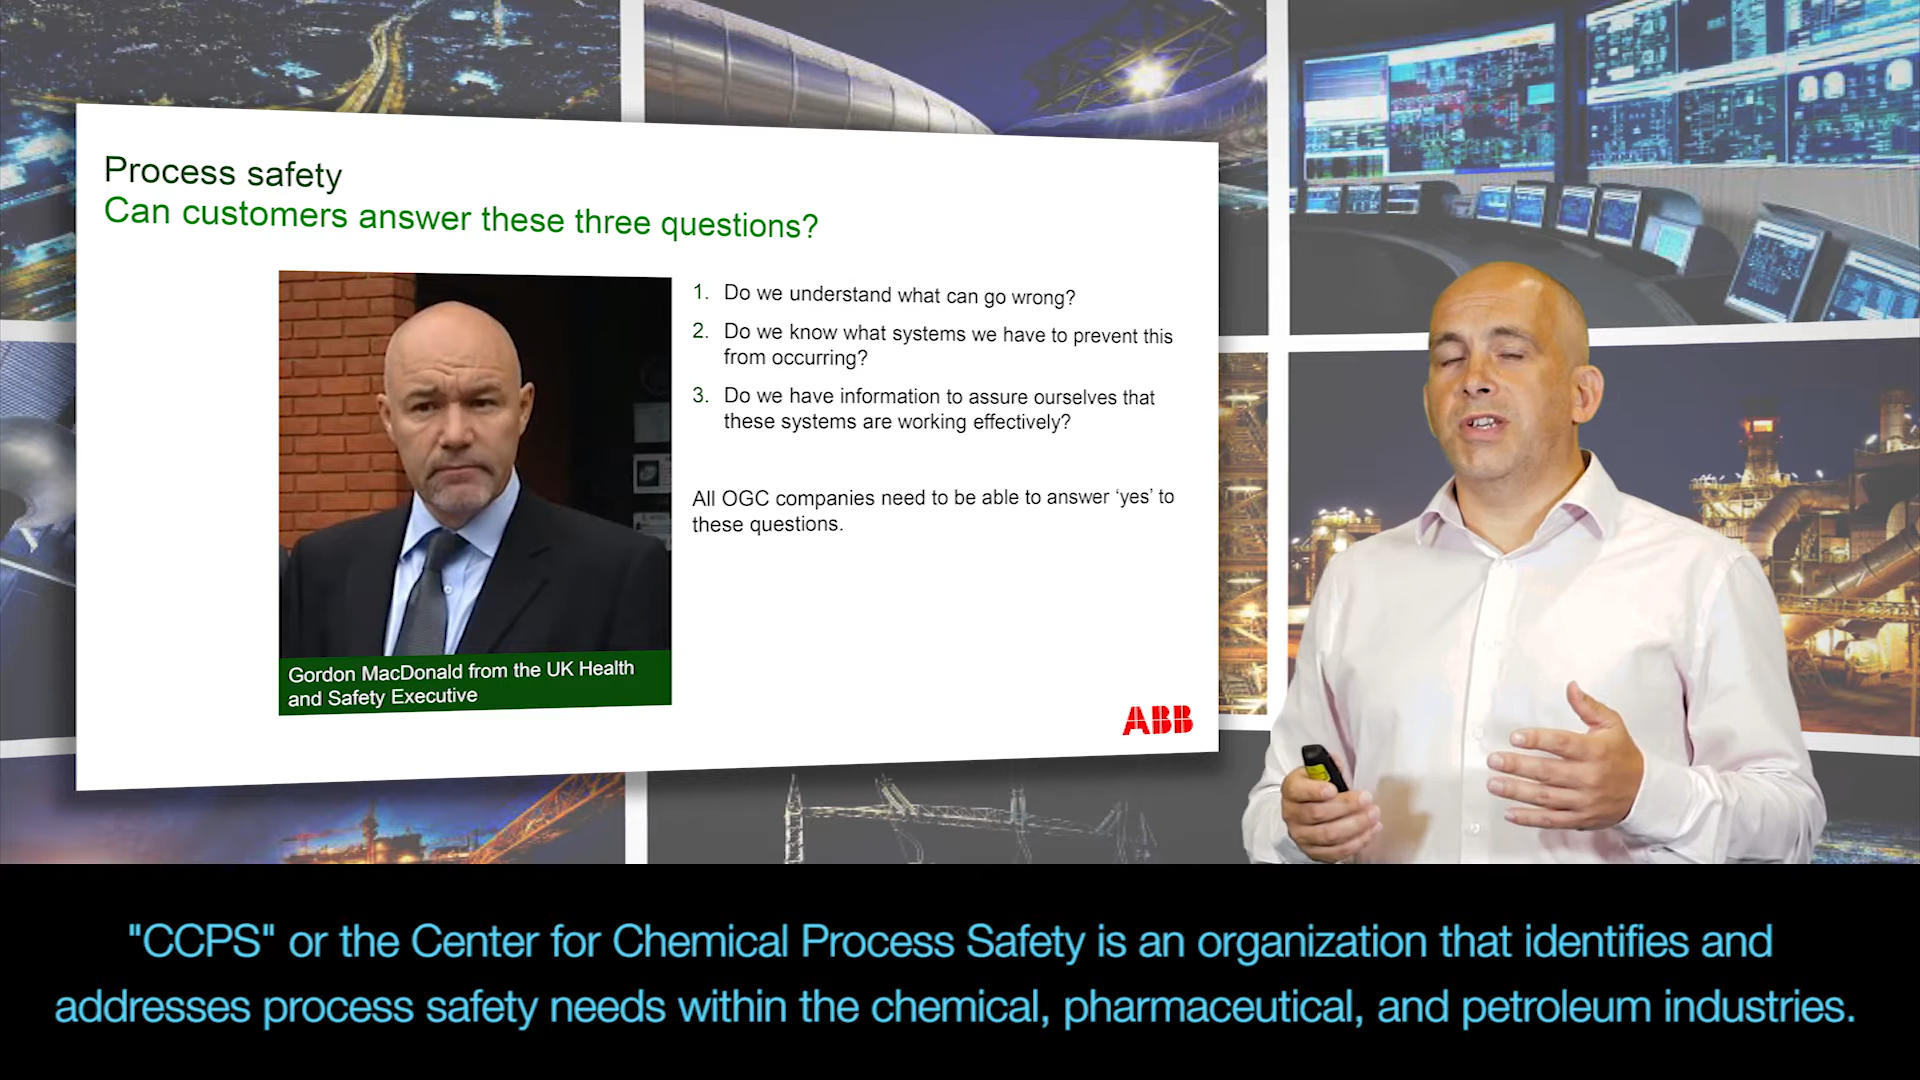 Process safety
Can customers answer these three questions?
1. Do we understand what can go wrong?
2. Do we know what systems we have to prevent this
from occurring?
3. Do we have information to assure ourselves that
these systems are working effectively?
All OGC companies need to be able to answer ‘yes’ to
these questions.
Gordon MacDonald from the UK Health
and Safety Executive
ABB
"CCPS" or the Center for Chemical Process Safety is an organization that identifies and
addresses process safety needs within the chemical, pharmaceutical, and petroleum industries.